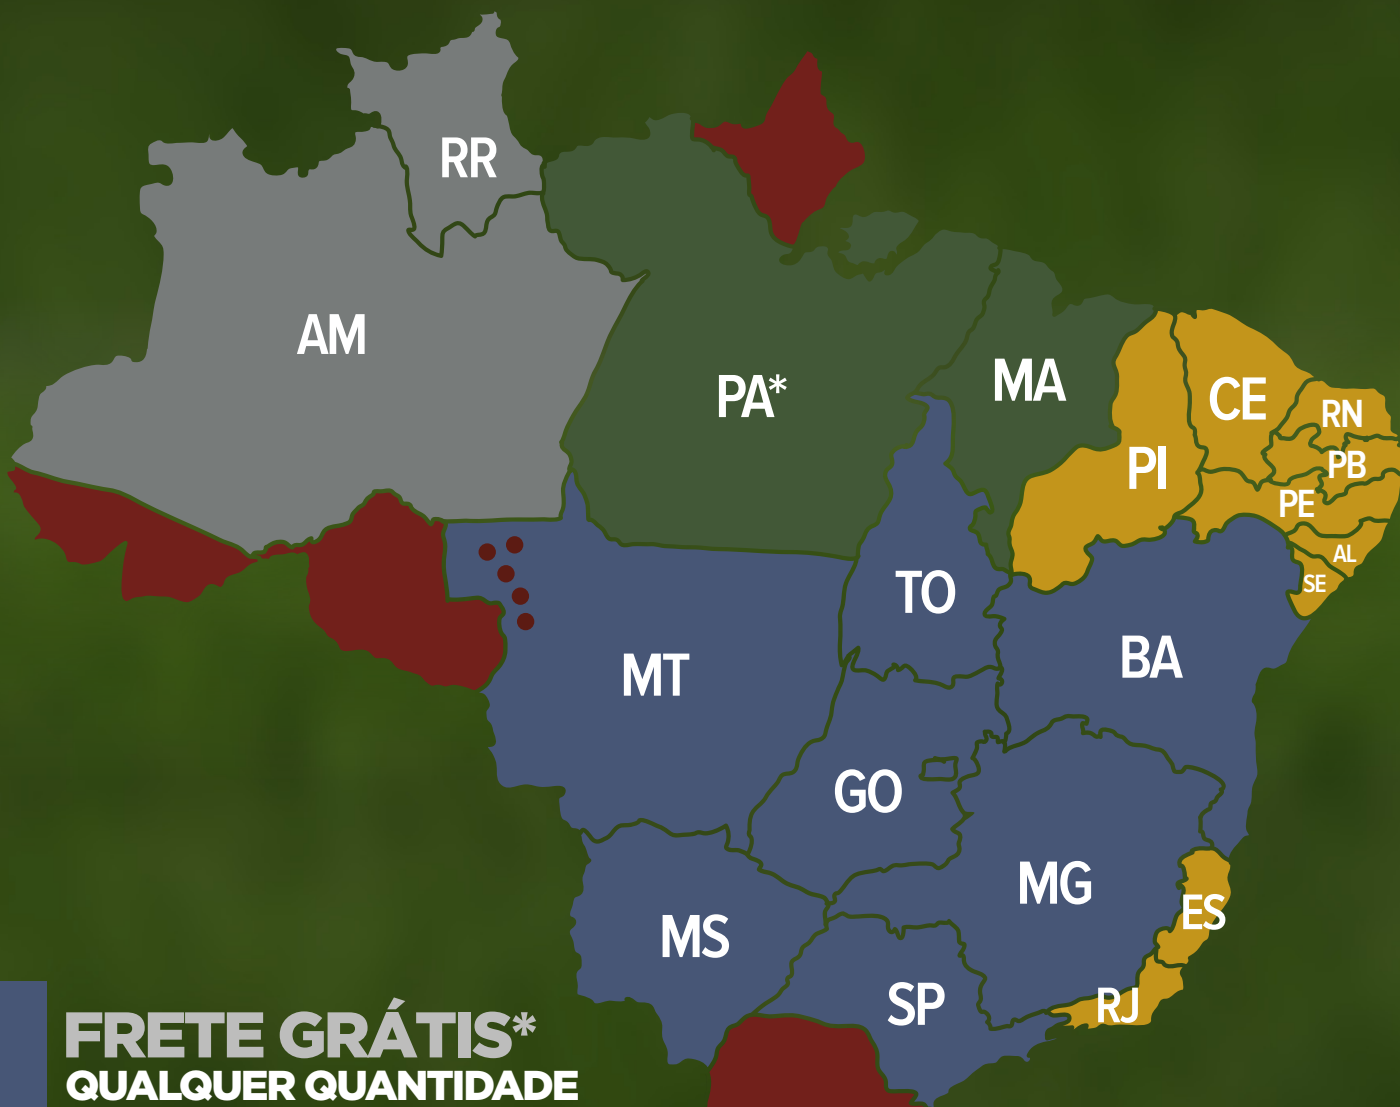 RR
AM
PA*
MA
CE
RN
PI
PB
PE
AL
SE
TO
BA
MT
GO
MG
ES
MS
SP
RJ
FRETE GRÁTIS*
QUALQUER QUANTIDADE